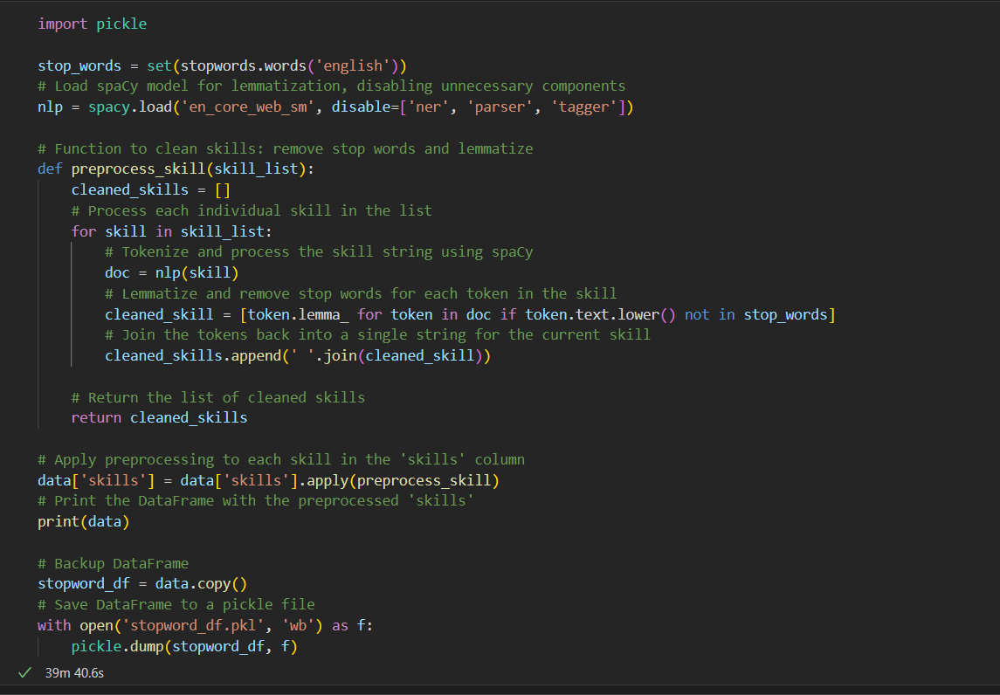 import pickle
stop_words = set(stopwords.words('english'))
# Load spaCy model for lemmatization, disabling unnecessary components
nlp = spacy.load('en_core_web_sm', disable=['ner', 'parser', 'tagger'])
# Function to clean skills: remove stop words and lemmatize
def preprocess_skill(skill_list):
    cleaned_skills = []
    # Process each individual skill in the list
    for skill in skill_list:
        # Tokenize and process the skill string using spaCy
        doc = nlp(skill)
        # Lemmatize and remove stop words for each token in the skill
        cleaned_skill = [token.lemma_ for token in doc if token.text.lower() not in stop_words]
        # Join the tokens back into a single string for the current skill
        cleaned_skills.append(' '.join(cleaned_skill))
    # Return the list of cleaned skills
    return cleaned_skills
# Apply preprocessing to each skill in the 'skills' column
data['skills'] = data['skills'].apply(preprocess_skill)
# Print the DataFrame with the preprocessed 'skills'
print(data)
# Backup DataFrame
stopword_df = data.copy()
# Save DataFrame to a pickle file
with open('stopword_df.pkl', 'wb') as f:
    pickle.dump(stopword_df, f)
39m 40.6s